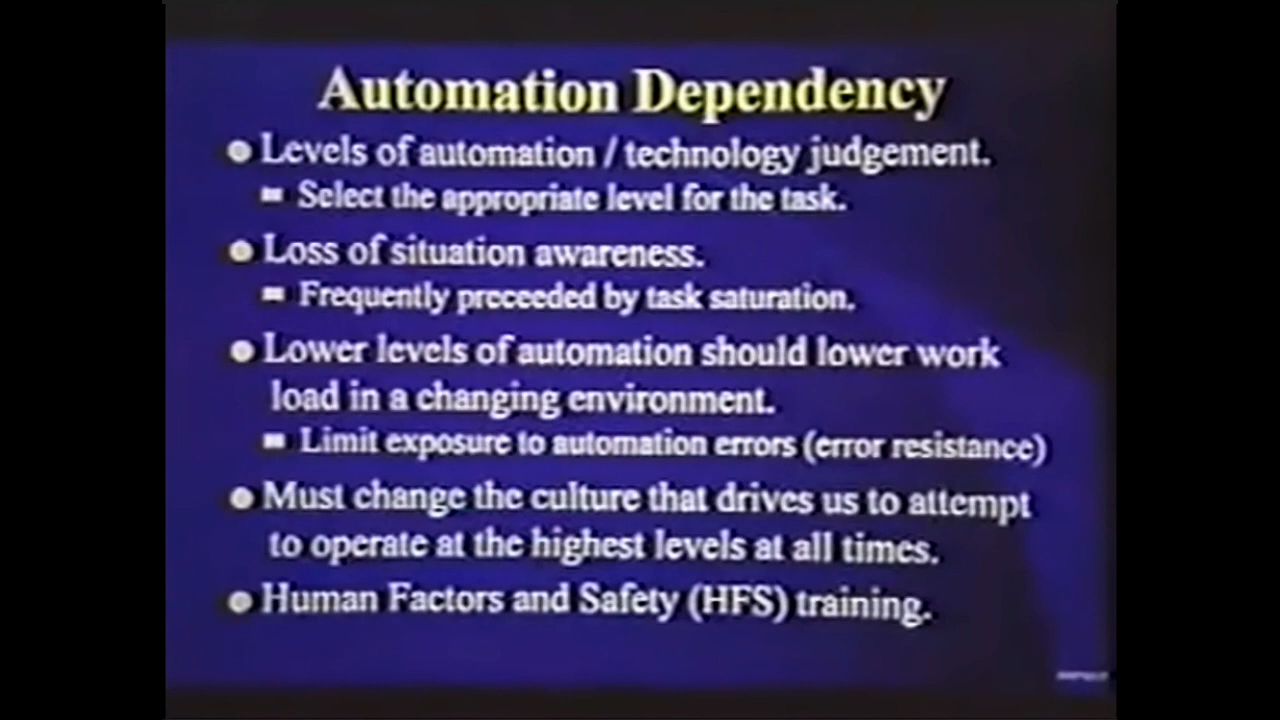 Automation Dependency
Levels of automation / technology judgement.
Select the appropriate level for the task.
Loss of situation awareness.
Frequently preceeded by task saturation.
Lower levels of automation should lower work
load in a changing environment.
Limit exposure to automation errors (error resistance)
Must change the culture that drives us to attempt
to operate at the highest levels at all times.
Human Factors and Safety (HFS) training.